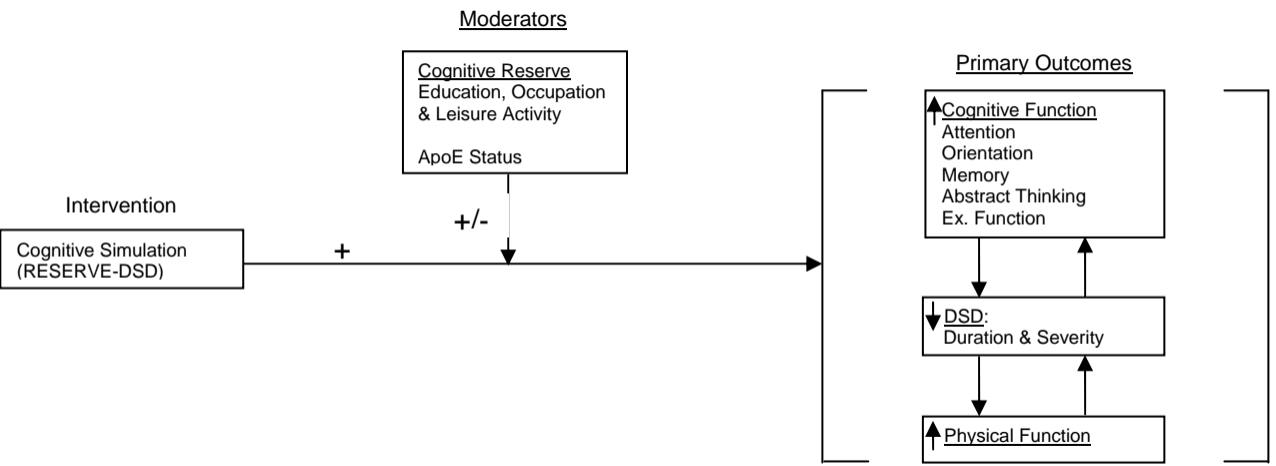 Moderators
Cognitive Reserve
Education, Occupation
& Leisure Activity
ApoE Status
+/-
Intervention
Cognitive Simulation
(RESERVE-DSD)
+
Primary Outcomes
Cognitive Function
Attention
Orientation
Memory
Abstract Thinking
Ex. Function
DSD:
Duration & Severity
Physical Function